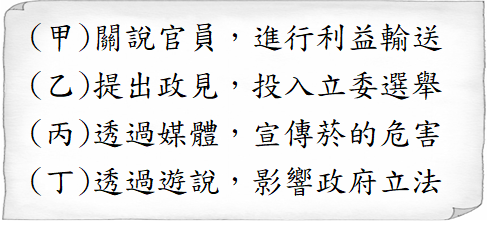 (甲)關說官員，進行利益輸送
(乙)提出政見，投入立委選舉
(丙)透過媒體，宣傳菸的危害
(丁)透過遊說，影響政府立法